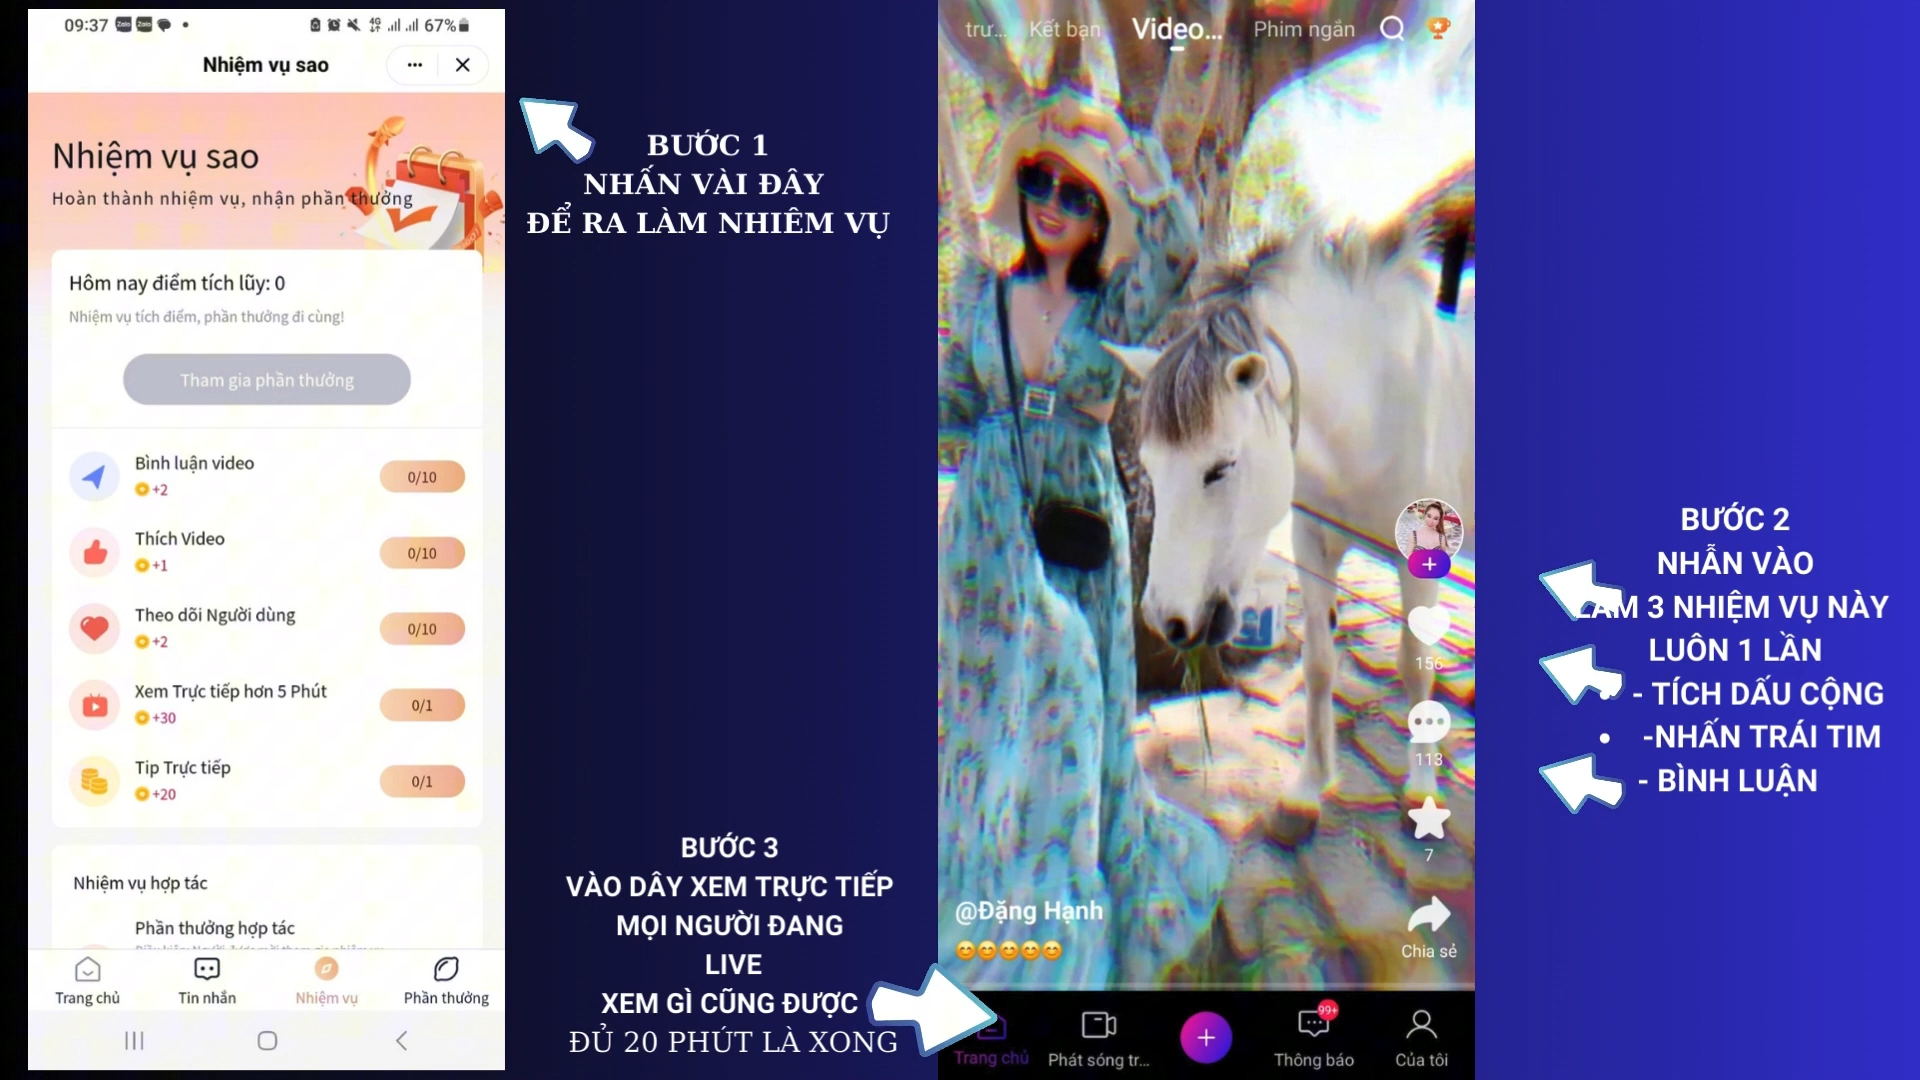 09:37
4G
67%
Nhiệm vụ sao
Nhiệm vụ sao
Hoàn thành nhiệm vụ, nhận phần thưởng
Hôm nay điểm tích lũy: 0
Nhiệm vụ tích điểm, phần thưởng đi cùng!
Tham gia phần thưởng
Bình luận video
+2
0/10
Thích Video
+1
0/10
Theo dõi Người dùng
+2
0/10
Xem Trực tiếp hơn 5 Phút
+30
0/1
Tip Trực tiếp
+20
0/1
Nhiệm vụ hợp tác
Phần thưởng hợp tác
Trang chủ
Tin nhắn
Nhiệm vụ
Phần thưởng
BƯỚC 1
NHẤN VÀI ĐÂY
ĐỂ RA LÀM NHIÊM VỤ
BƯỚC 3
VÀO DÂY XEM TRỰC TIẾP
MỌI NGƯỜI ĐANG
LIVE
XEM GÌ CŨNG ĐƯỢC
ĐỦ 20 PHÚT LÀ XONG
trư...
Kết bạn
Video...
Phim ngắn
156
113
7
Chia sẻ
@Đặng Hạnh
😊😊😊😊😊
Trang chủ
Phát sóng tr...
Thông báo
99+
Của tôi
BƯỚC 2
NHẪN VÀO
LÀM 3 NHIỆM VỤ NÀY
LUÔN 1 LẦN
- TÍCH DẤU CỘNG
• -NHẤN TRÁI TIM
- BÌNH LUẬN